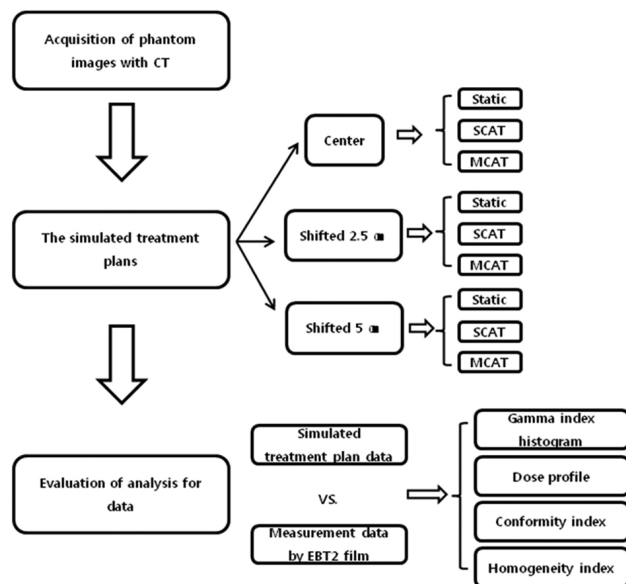 Acquisition of phantom
images with CT
Center
Static
SCAT
MCAT
The simulated treatment
plans
Shifted 2.5 ㎝
Static
SCAT
MCAT
Shifted 5 ㎝
Static
SCAT
MCAT
Evaluation of analysis for
data
Simulated
treatment plan data
VS.
Measurement data
by EBT2 film
Gamma index
histogram
Dose profile
Conformity index
Homogeneity index